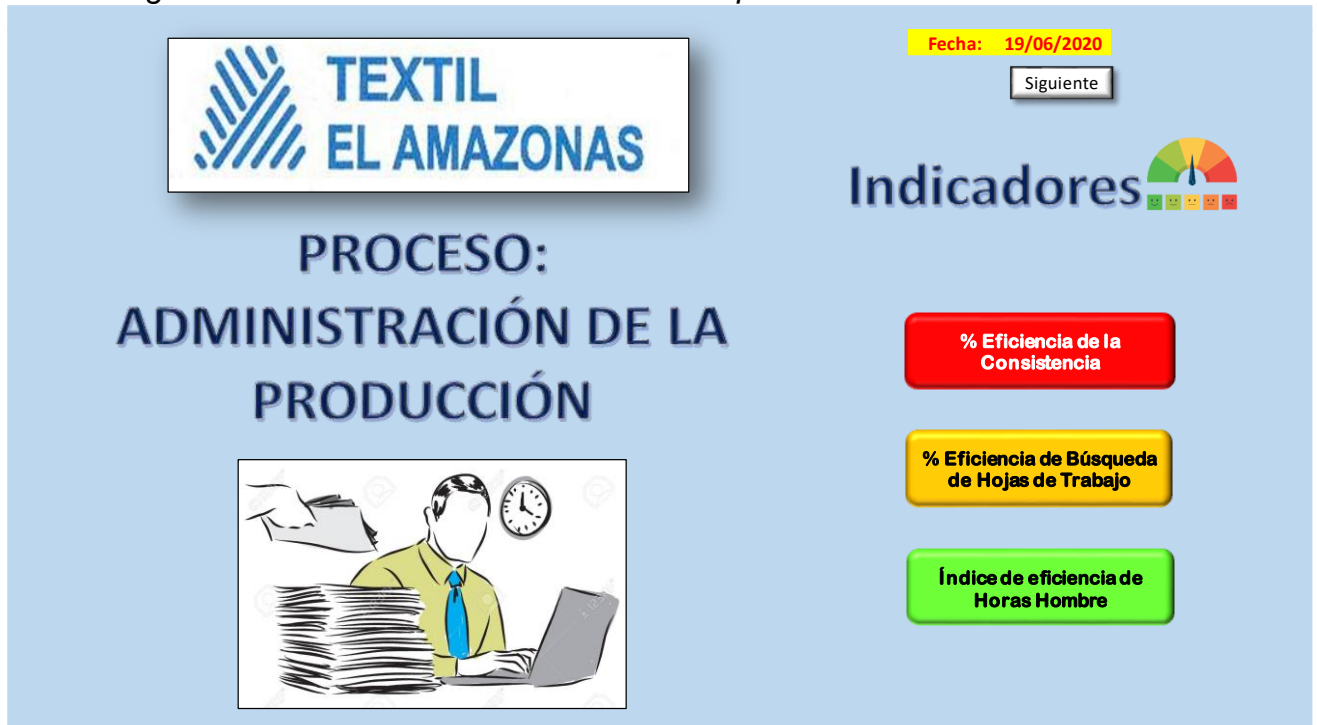 TEXTIL
EL AMAZONAS
PROCESO:
ADMINISTRACIÓN DE LA
PRODUCCIÓN
Fecha: 19/06/2020
Siguiente
Indicadores
% Eficiencia de la
Consistencia
% Eficiencia de Búsqueda
de Hojas de Trabajo
Índice de eficiencia de
Horas Hombre